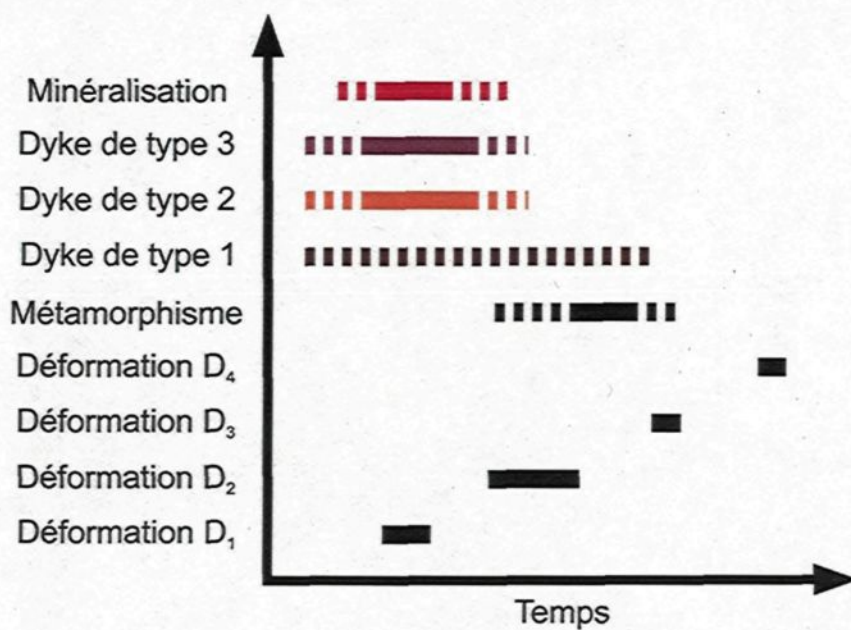 Minéralisation
Dyke de type 3
Dyke de type 2
Dyke de type 1
Métamorphisme
Déformation D₄
Déformation D₃
Déformation D₂
Déformation D₁
Temps